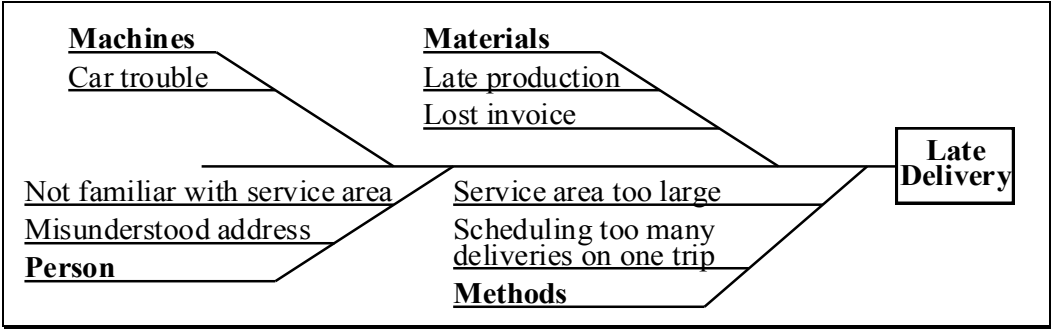 Machines
Car trouble
Materials
Late production
Lost invoice
Late
Delivery
Not familiar with service area
Misunderstood address
Person
Service area too large
Scheduling too many
deliveries on one trip
Methods